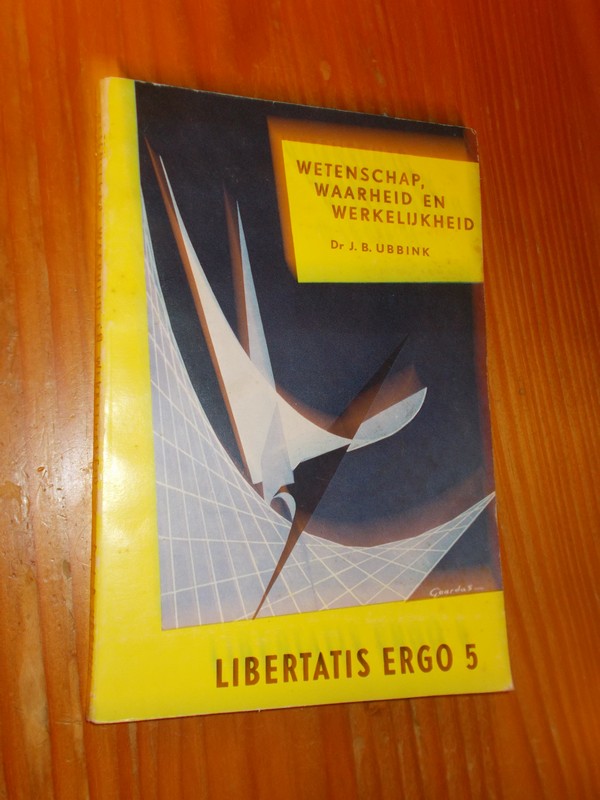 WETENSCHAP,
WAARHEID EN
WERKELIJKHEID
Dr J. B. UBBINK
LIBERTATIS ERGO 5